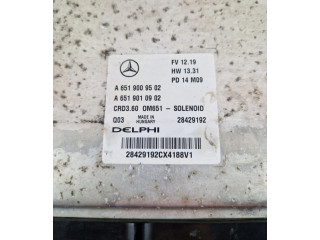 FV 12.19
HW 13.31
PD 14 M09
A 651 900 95 02
A 651 901 09 02
CRD3.60 OM651 - SOLENOID
Q03 MADE IN HUNGARY 28429192
DELPHI
28429192CX4188V1